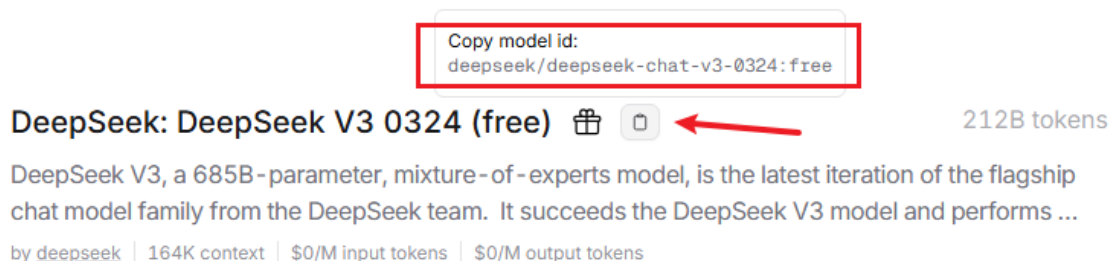 Copy model id:
deepseek/deepseek-chat-v3-0324:free
DeepSeek: DeepSeek V3 0324 (free)
212B tokens
DeepSeek V3, a 685B-parameter, mixture-of-experts model, is the latest iteration of the flagship
chat model family from the DeepSeek team. It succeeds the DeepSeek V3 model and performs ...
by deepseek | 164K context | $0/M input tokens | $0/M output tokens